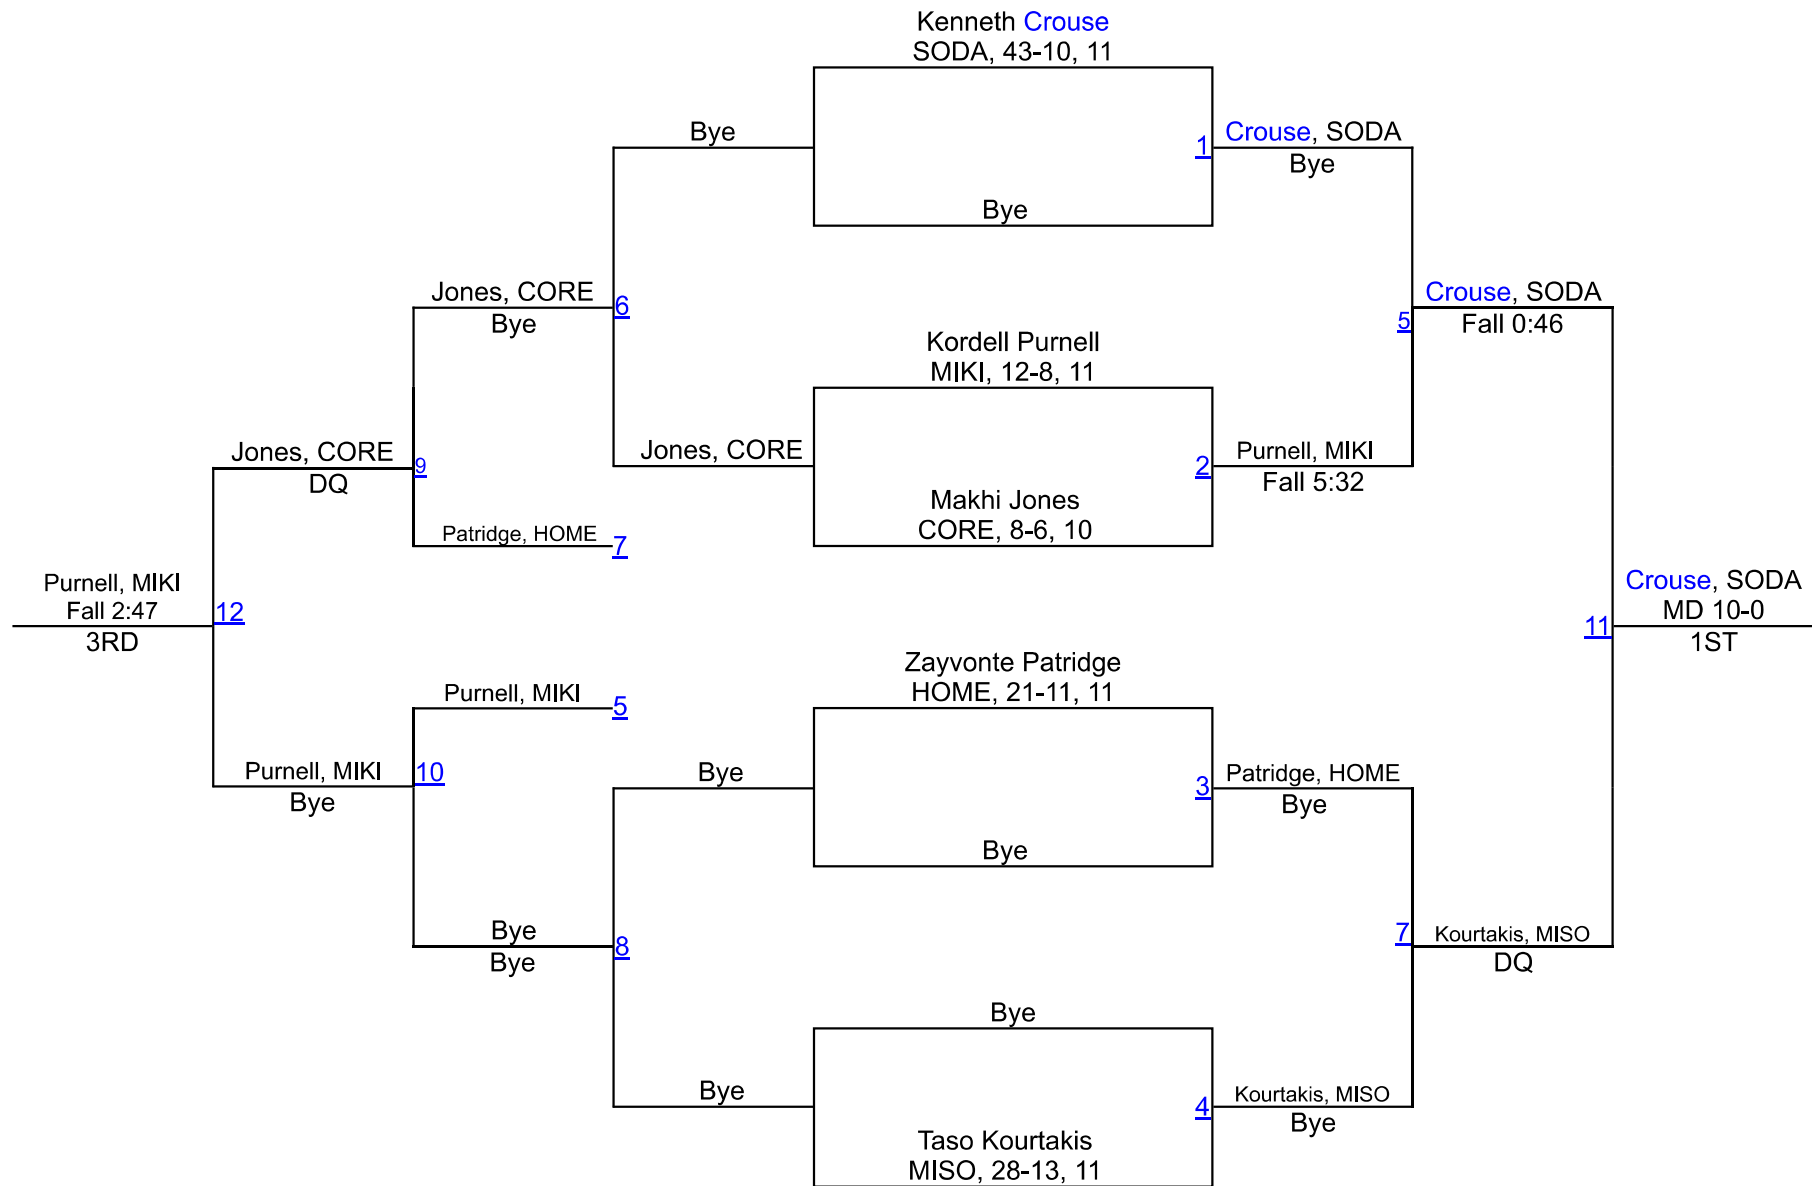 Kenneth Crouse
SODA, 43-10, 11
Bye
1
Crouse, SODA
Bye
Bye
Jones, CORE
Bye
6
Crouse, SODA
Fall 0:46
5
Kordell Purnell
MIKI, 12-8, 11
Jones, CORE
DQ
9
Jones, CORE
2
Purnell, MIKI
Fall 5:32
Makhi Jones
CORE, 8-6, 10
Patridge, HOME
7
Purnell, MIKI
Fall 2:47
3RD
12
Crouse, SODA
MD 10-0
1ST
11
Zayvonte Patridge
HOME, 21-11, 11
Purnell, MIKI
5
Purnell, MIKI
Bye
10
Bye
3
Patridge, HOME
Bye
Bye
Bye
Bye
8
7
Kourtakis, MISO
DQ
Bye
Bye
4
Kourtakis, MISO
Bye
Taso Kourtakis
MISO, 28-13, 11